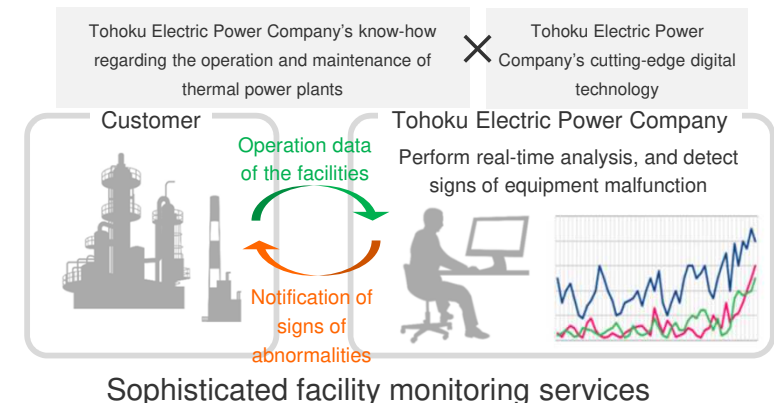 Tohoku Electric Power Company's know-how
regarding the operation and maintenance of
thermal power plants
×
Tohoku Electric Power
Company's cutting-edge digital
technology
Customer
Tohoku Electric Power Company
Operation data
of the facilities
Perform real-time analysis, and detect
signs of equipment malfunction
Notification of
signs of
abnormalities
Sophisticated facility monitoring services